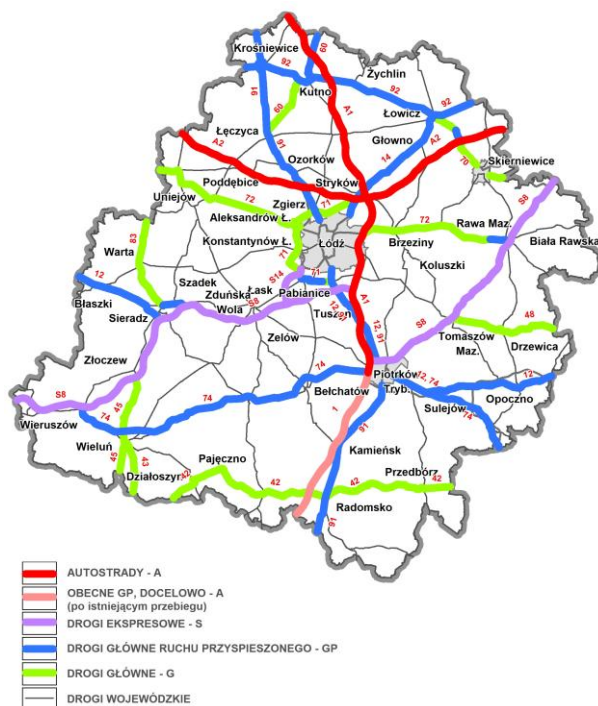 60
Krośniewice
92
Żychlin
Kutno
92
91
A1
60
Łowicz
92
Łęczyca
A2
91
Głowno
Ozorków
14
A2
Skierniewice
70
Stryków
Poddębice
Uniejów
72
Zgierz
71
S8
Aleksandrów Ł.
72
Rawa Maz.
Konstantynów Ł.
Łódź
Brzeziny
Biała Rawska
83
Warta
71
Koluszki
12
Szadek
S14
71
Łask
Zduńska
Wola
S8
Pabianice
A1
Błaszki
Sieradz
Tuszyn
12, 91
12, 91
S8
48
Tomaszów
Maz.
Drzewica
Zelów
Złoczew
74
Piotrków
Tryb.
12, 74
12
Bełchatów
Opoczno
S8
Wieruszów
74
45
74
Sulejów
74
1
91
Wieluń
Kamieńsk
45
43
Pajęczno
Działoszyn
42
Przedbórz
42
42
42
Radomsko
91
AUTOSTRADY - A
OBECNE GP, DOCELOWO - A
(po istniejącym przebiegu)
DROGI EKSPRESOWE - S
DROGI GŁÓWNE RUCHU PRZYSPIESZONEGO - GP
DROGI GŁÓWNE - G
DROGI WOJEWÓDZKIE